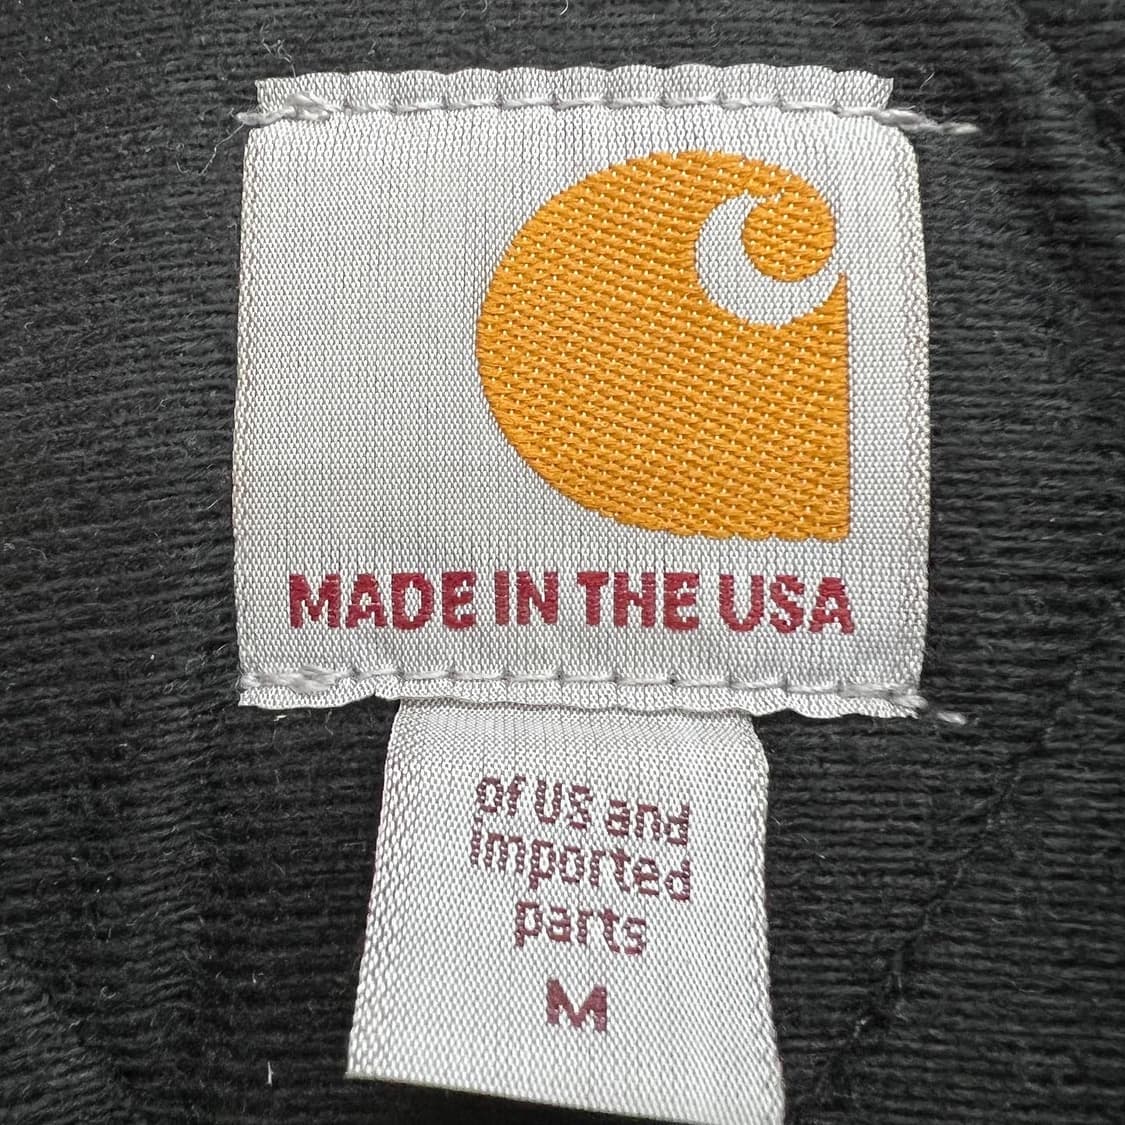 MADE IN THE USA
of US and
imported
parts
M